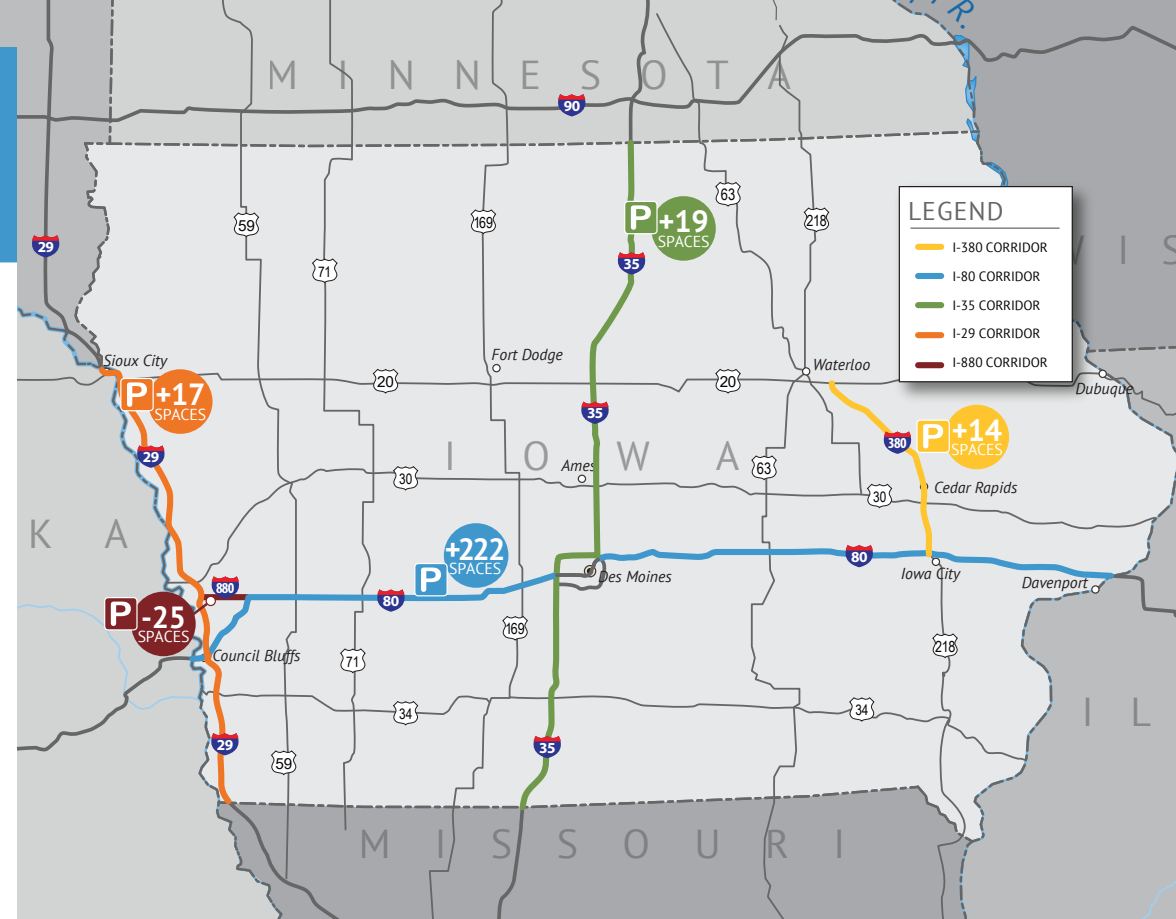 R.
MINNESOTA
90
63
59
169
218
P +19
SPACES
LEGEND
I-380 CORRIDOR
I-80 CORRIDOR
I-35 CORRIDOR
I-29 CORRIDOR
I-880 CORRIDOR
WIS
29
35
71
Sioux City
Fort Dodge
Waterloo
20
20
Dubuque
P +17
SPACES
35
29
380
P +14
SPACES
IOWA
Ames
63
30
30
Cedar Rapids
KA
P +222
SPACES
80
Iowa City
Des Moines
Davenport
880
80
P -25
SPACES
169
218
Council Bluffs
71
34
34
IL
29
35
59
MISSOURI